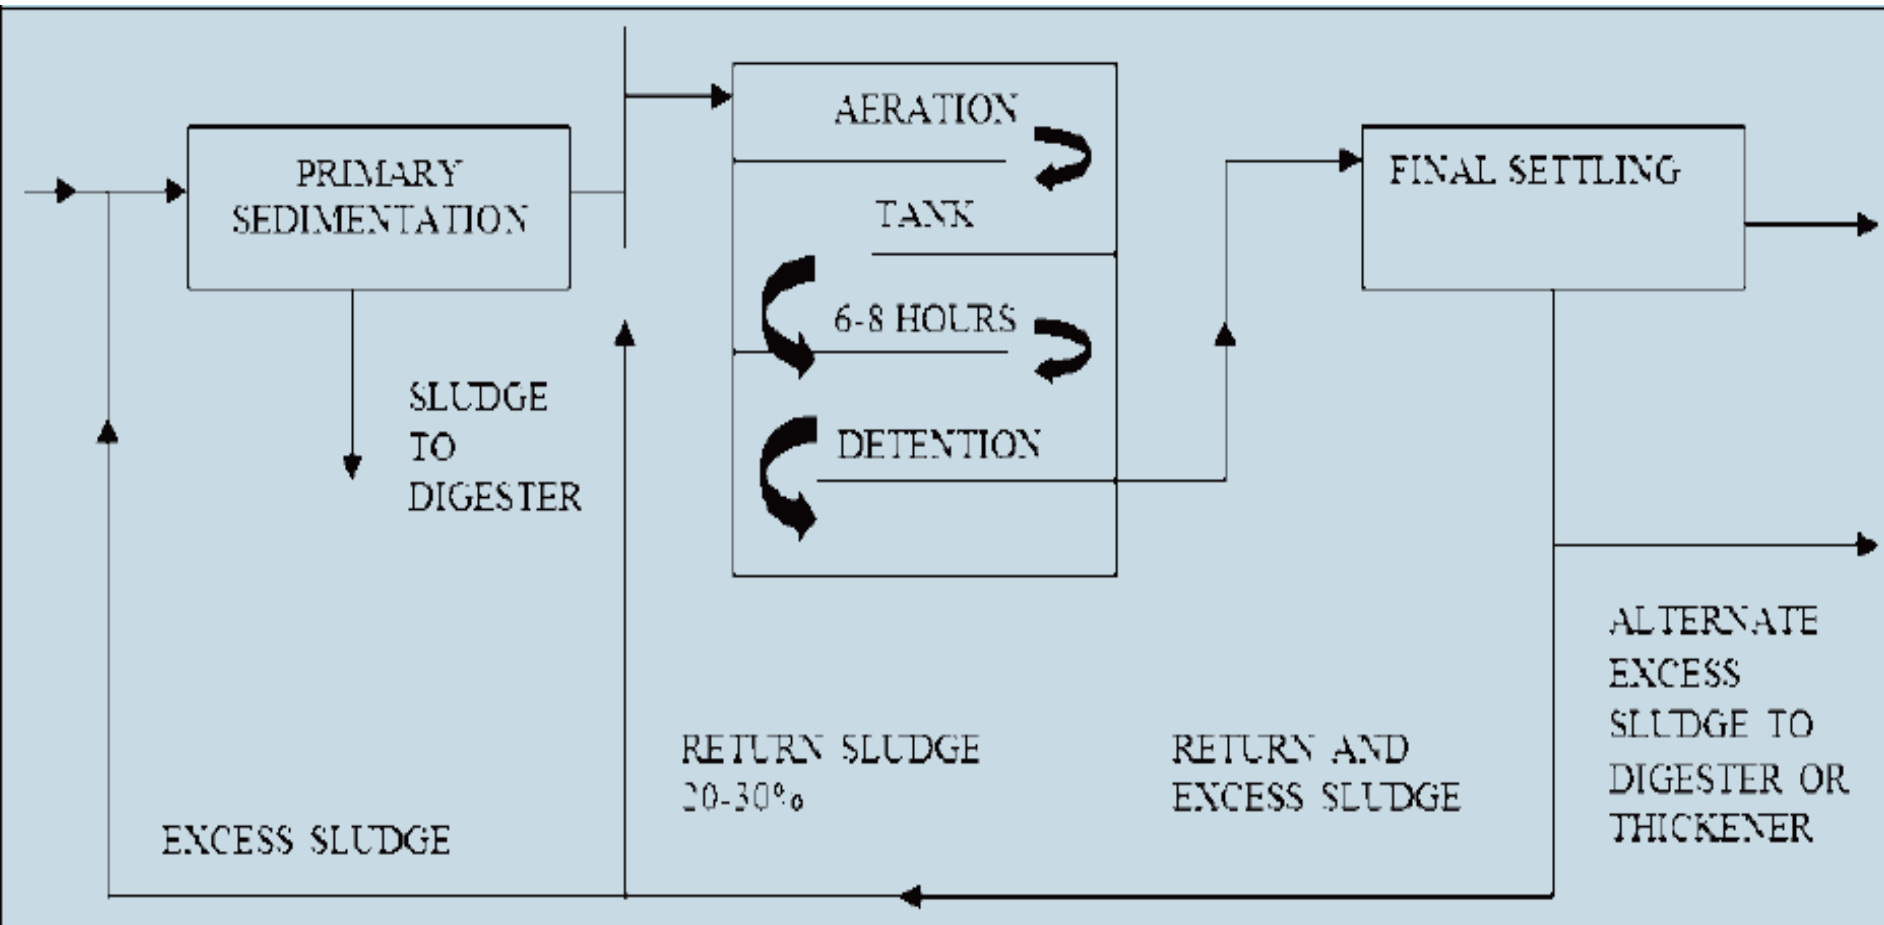 PRIMARY
SEDIMENTATION
AERATION
TANK
6-8 HOURS
DETENTION
FINAL SETTLING
SLUDGE
TO
DIGESTER
EXCESS SLUDGE
RETURN SLUDGE
20-30%
RETURN AND
EXCESS SLUDGE
ALTERNATE
EXCESS
SLUDGE TO
DIGESTER OR
THICKENER